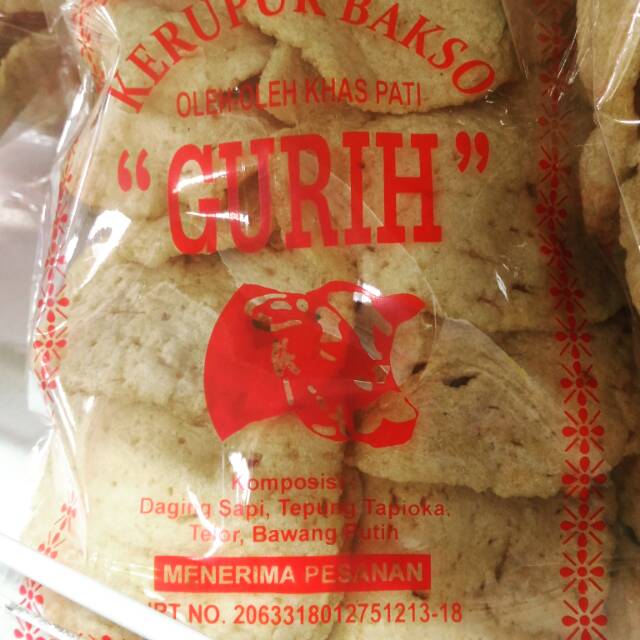 KERUPUK BAKSO
OLEH-OLEH KHAS PATI
“GURIH”
Komposisi
Daging Sapi, Tepung Tapioka,
Telor, Bawang Putih
MENERIMA PESANAN
IRT NO. 2063318012751213-18